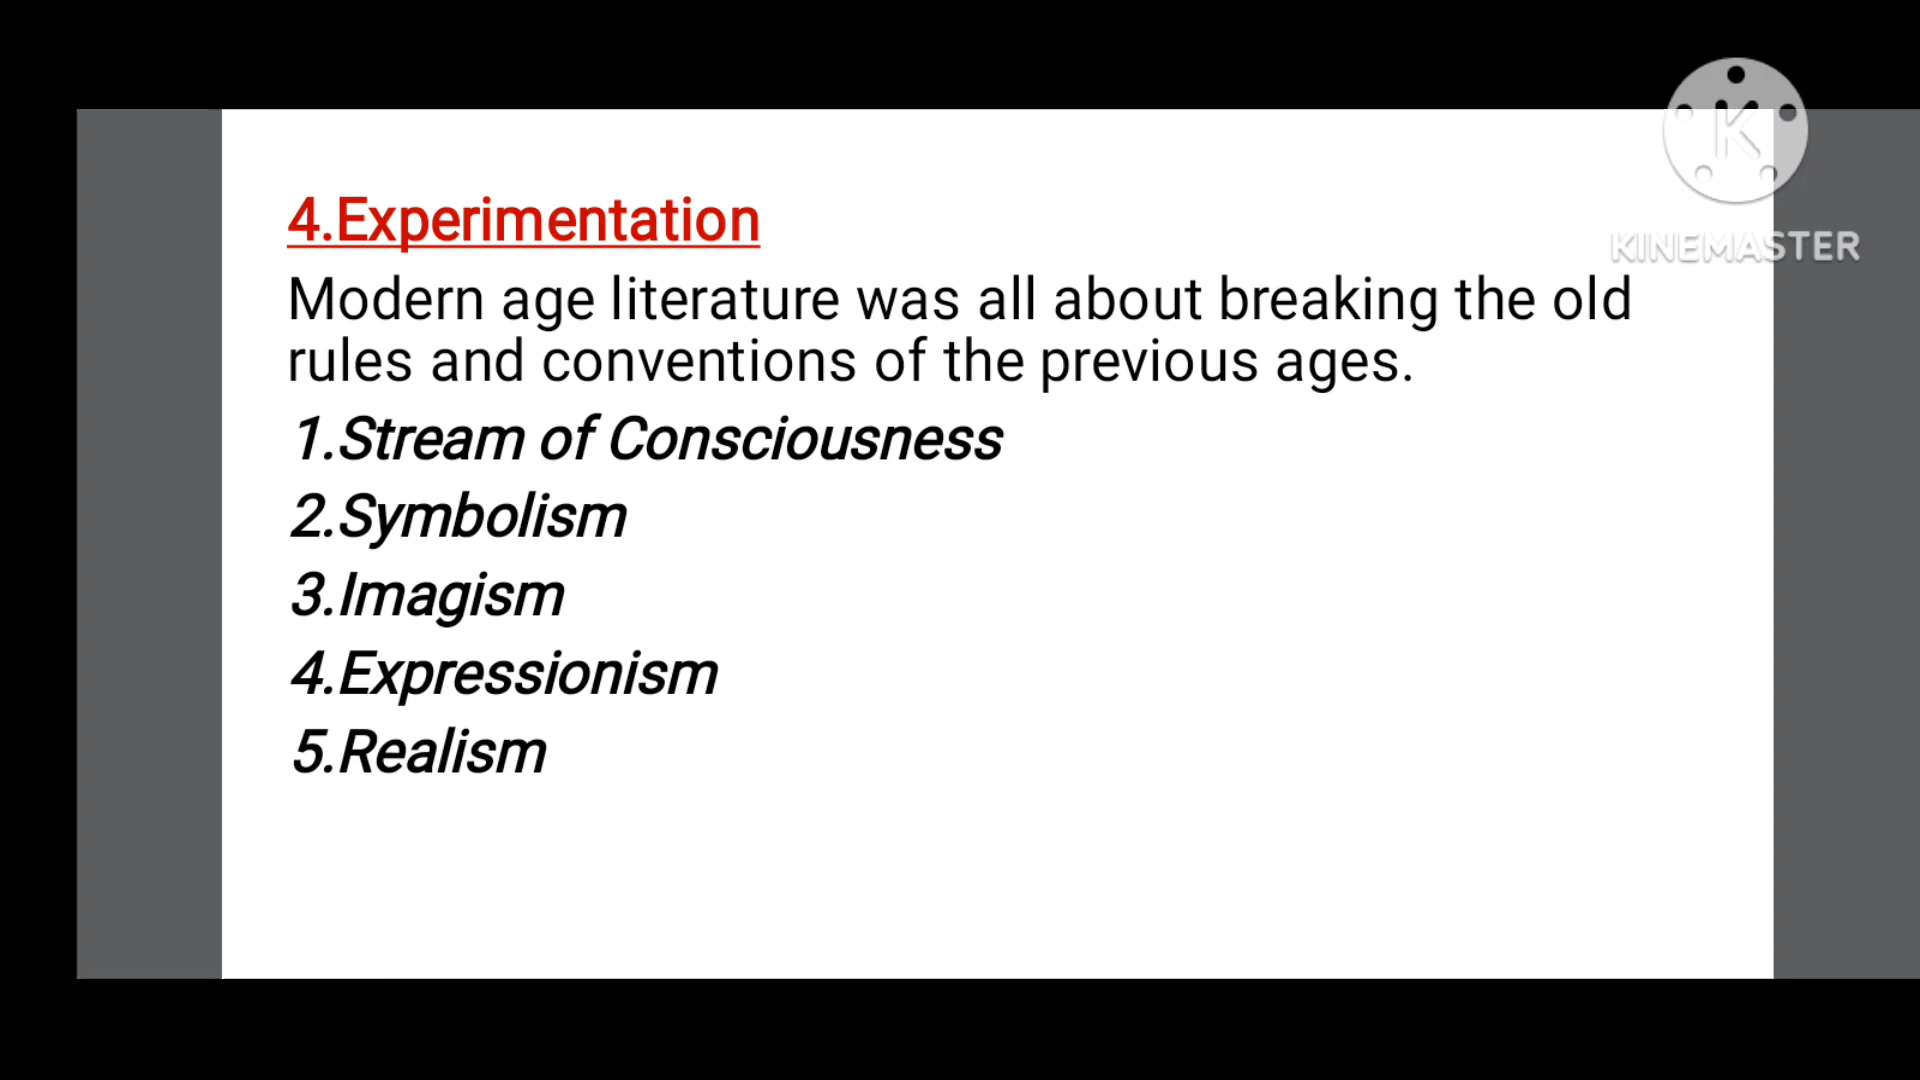 K
KINEMASTER
4.Experimentation
Modern age literature was all about breaking the old
rules and conventions of the previous ages.
1.Stream of Consciousness
2.Symbolism
3.Imagism
4.Expressionism
5.Realism